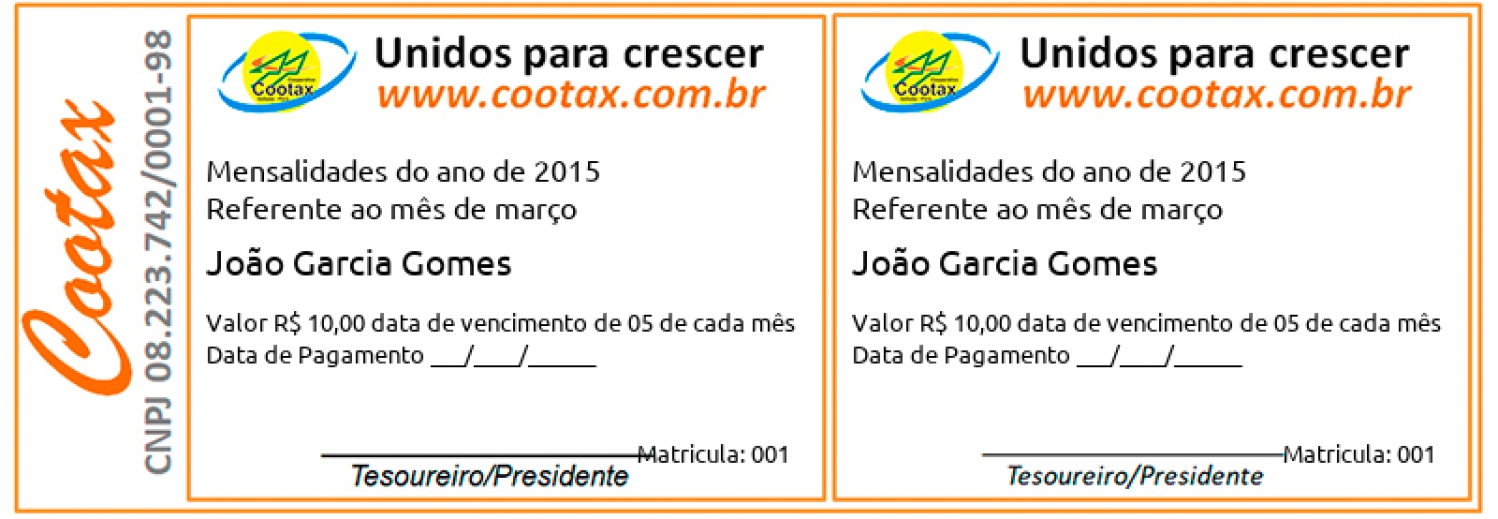 Cootax
CNPJ 08.223.742/0001-98
Cooperativa
Cootax
Unidos para crescer
www.cootax.com.br
Mensalidades do ano de 2015
Referente ao mês de março
João Garcia Gomes
Valor R$ 10,00 data de vencimento de 05 de cada mês
Data de Pagamento ___/____/______
Matricula: 001
Tesoureiro/Presidente
Cooperativa
Cootax
Unidos para crescer
www.cootax.com.br
Mensalidades do ano de 2015
Referente ao mês de março
João Garcia Gomes
Valor R$ 10,00 data de vencimento de 05 de cada mês
Data de Pagamento ___/____/______
Matricula: 001
Tesoureiro/Presidente